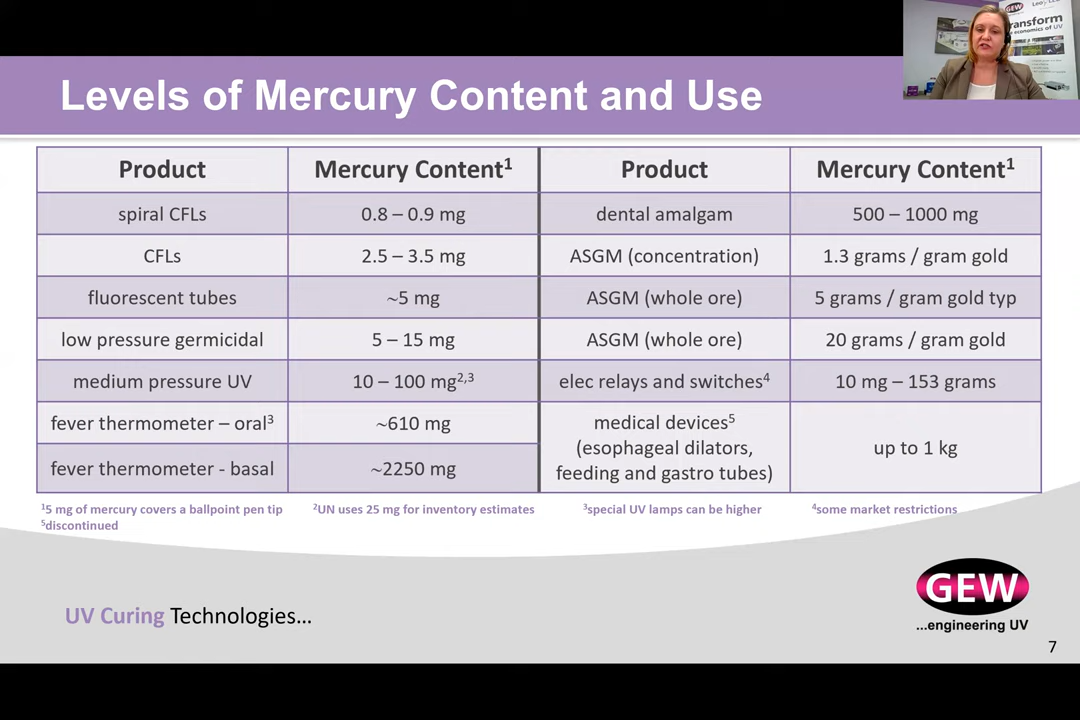 GEW
ransform
economics of UV
Levels of Mercury Content and Use
Product Mercury Content¹ Product Mercury Content¹
spiral CFLs 0.8 – 0.9 mg dental amalgam 500 – 1000 mg
CFLs 2.5 – 3.5 mg ASGM (concentration) 1.3 grams / gram gold
fluorescent tubes ~5 mg ASGM (whole ore) 5 grams / gram gold typ
low pressure germicidal 5 – 15 mg ASGM (whole ore) 20 grams / gram gold
medium pressure UV 10 – 100 mg²,³ elec relays and switches⁴ 10 mg – 153 grams
fever thermometer – oral³ ~610 mg medical devices⁵
(esophageal dilators, up to 1 kg
fever thermometer - basal ~2250 mg feeding and gastro tubes)
¹5 mg of mercury covers a ballpoint pen tip ²UN uses 25 mg for inventory estimates ³special UV lamps can be higher ⁴some market restrictions
⁵discontinued
UV Curing Technologies...
GEW
...engineering UV
7